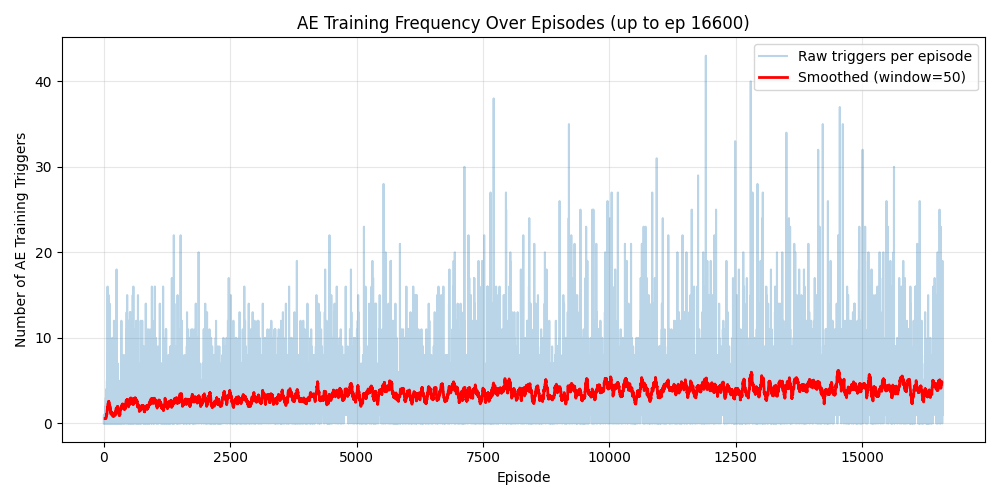 AE Training Frequency Over Episodes (up to ep 16600)
Raw triggers per episode
Smoothed (window=50)
Number of AE Training Triggers
40
30
20
10
0
0 2500 5000 7500 10000 12500 15000
Episode